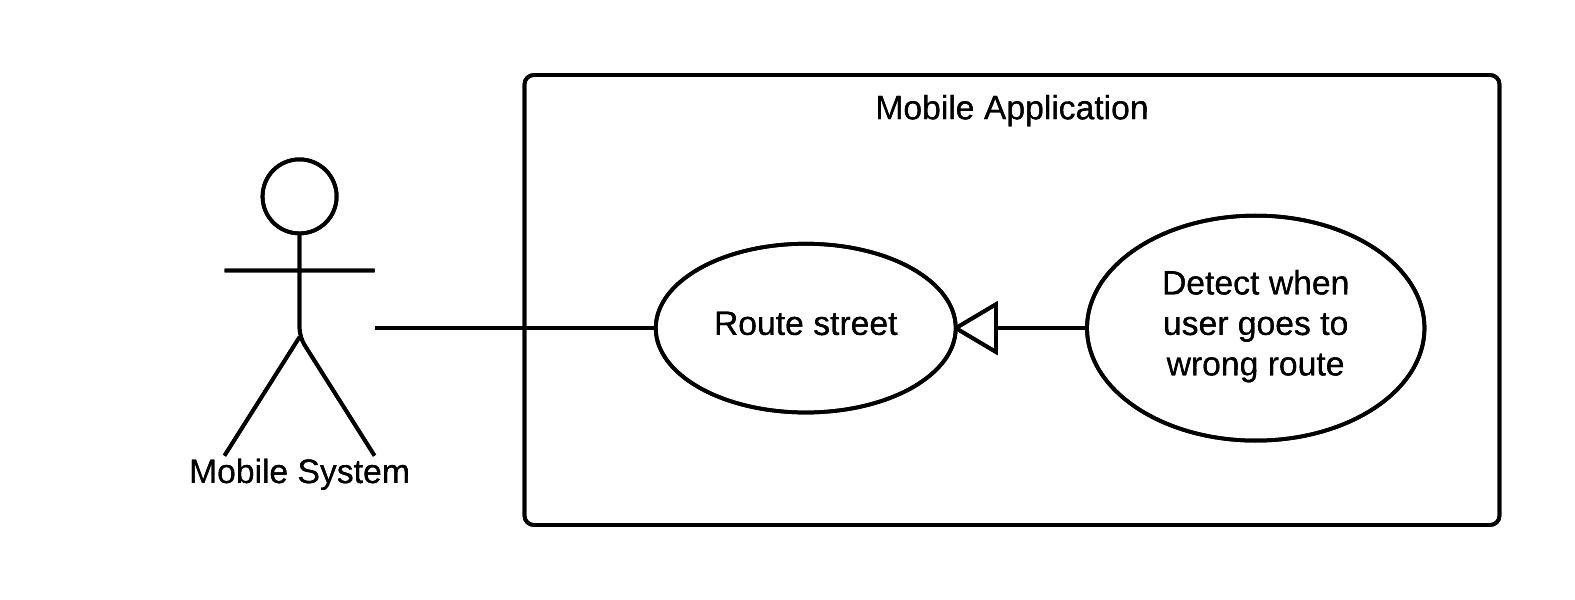 Mobile Application
Route street
Detect when
user goes to
wrong route
Mobile System